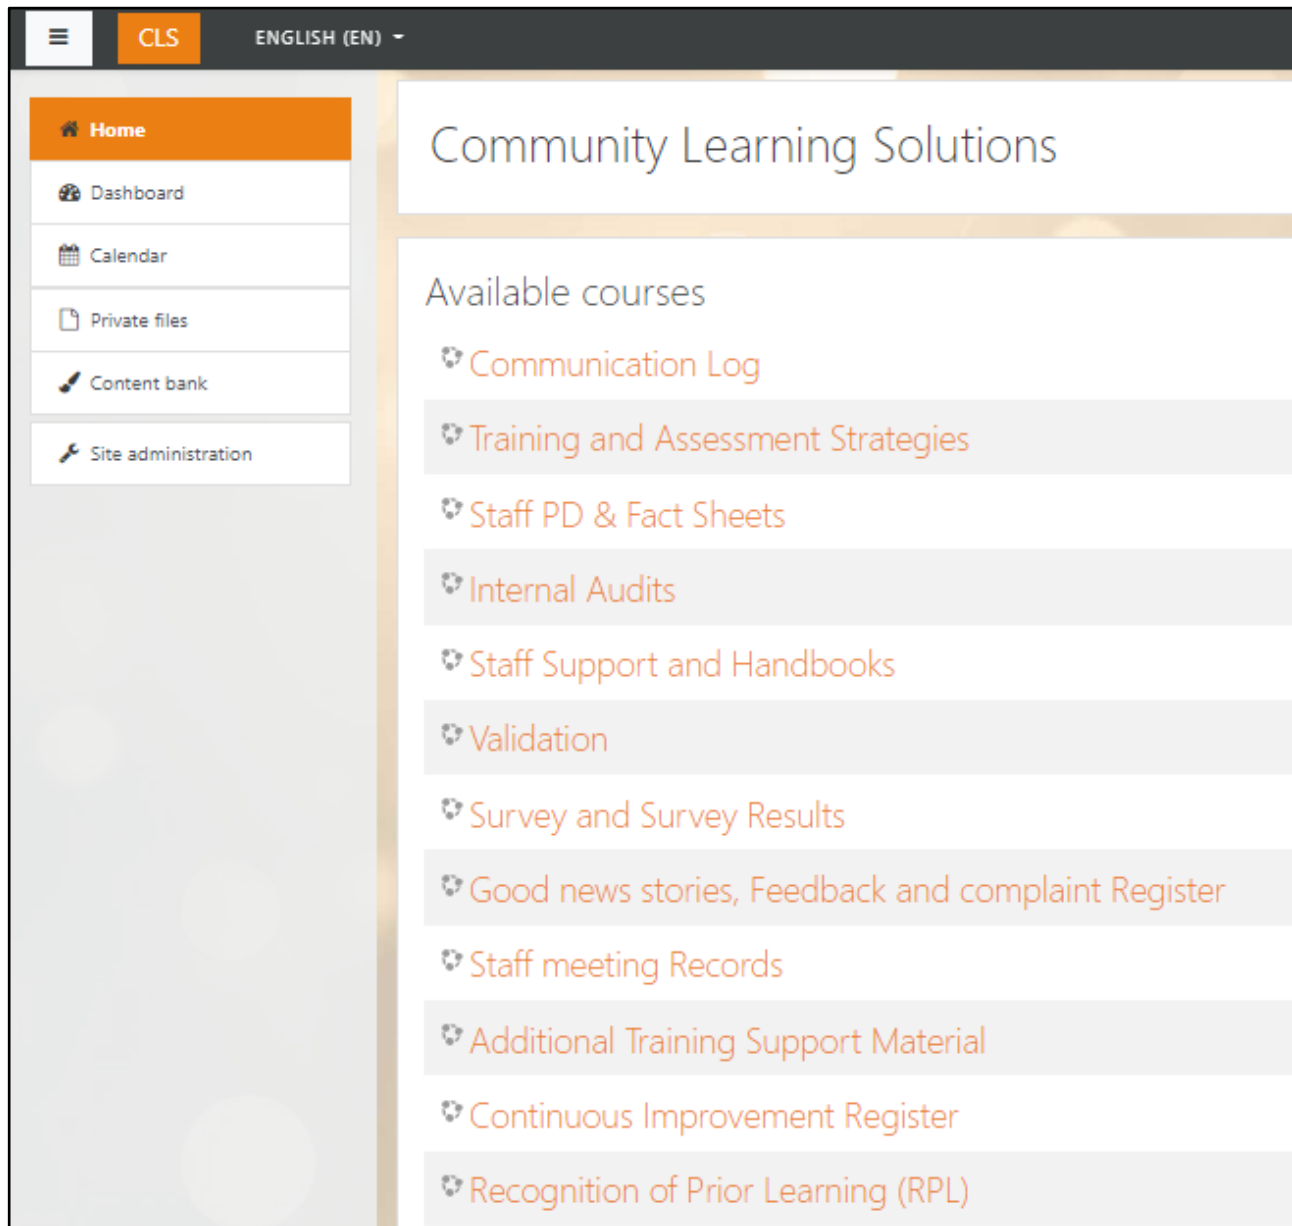 CLS
ENGLISH (EN)
Home
Dashboard
Calendar
Private files
Content bank
Site administration
Community Learning Solutions
Available courses
Communication Log
Training and Assessment Strategies
Staff PD & Fact Sheets
Internal Audits
Staff Support and Handbooks
Validation
Survey and Survey Results
Good news stories, Feedback and complaint Register
Staff meeting Records
Additional Training Support Material
Continuous Improvement Register
Recognition of Prior Learning (RPL)